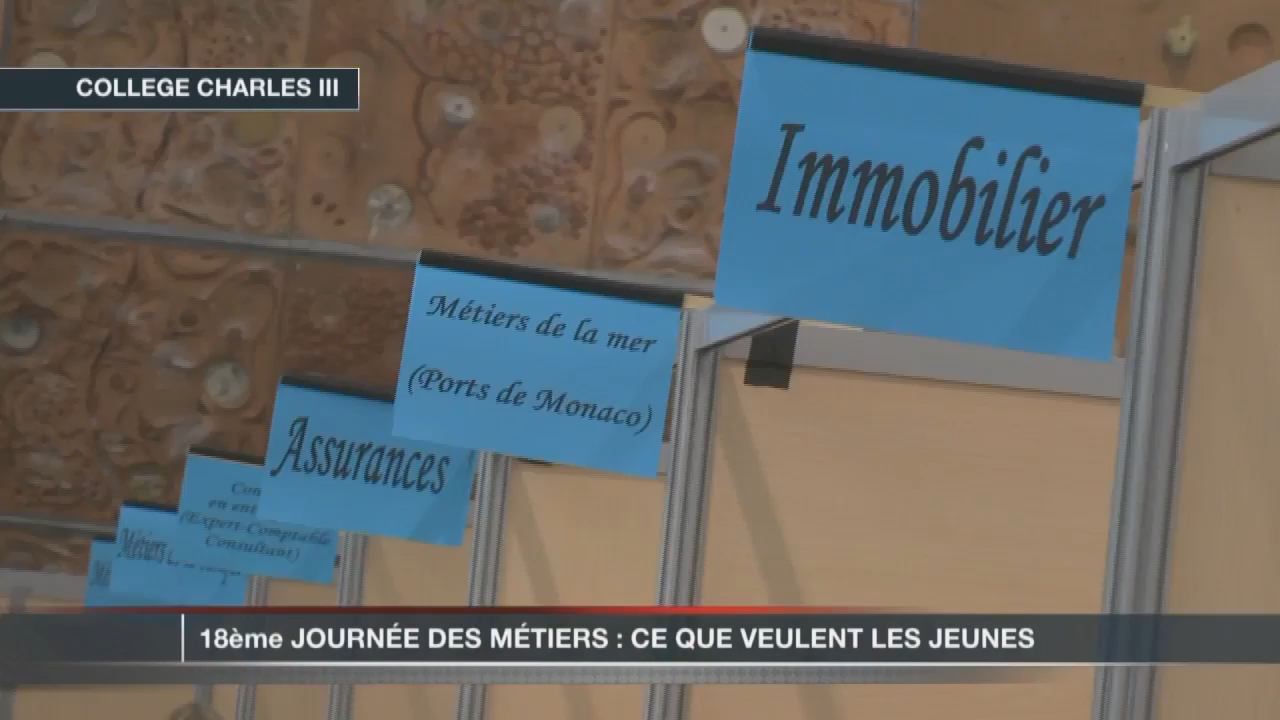 COLLEGE CHARLES III
Immobilier
Métiers de la mer
(Ports de Monaco)
Assurances
(Expert-Comptable
Consultant)
Métiers
18ème JOURNÉE DES MÉTIERS : CE QUE VEULENT LES JEUNES